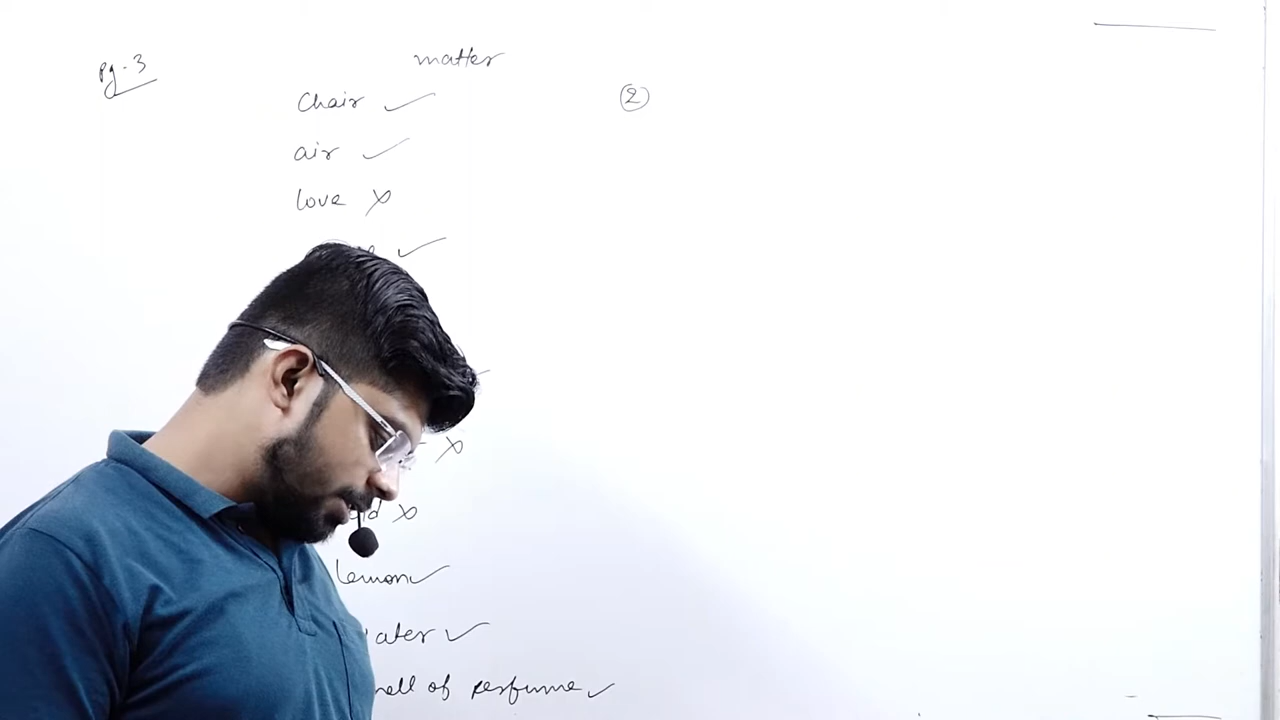 Pg. 3
matter
Chair ✓
air ✓
love ×
✓
×
×
lemon ✓
ater ✓
ell of perfume ✓
②